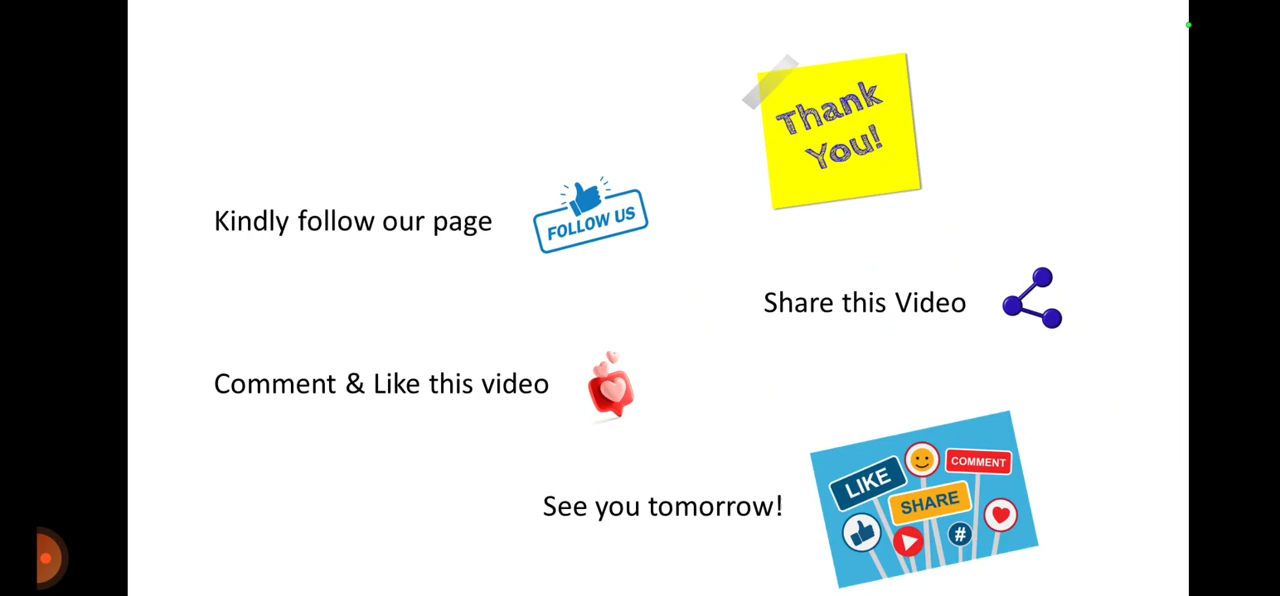 Thank
You!
Kindly follow our page
FOLLOW US
Share this Video
Comment & Like this video
See you tomorrow!
LIKE
COMMENT
SHARE
#